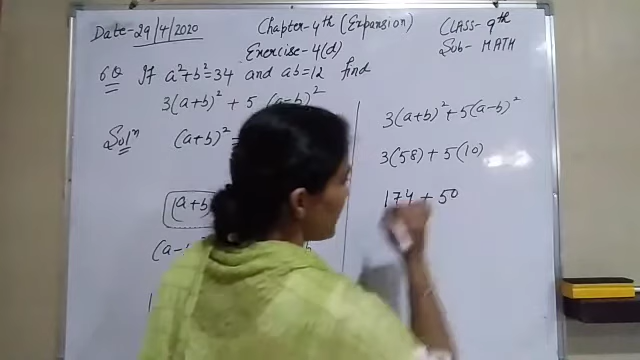 Date-29/4/2020
Chapter-4th (Expansion)
CLASS-9th
Exercise-4(d)
Sub- MATH
6Q If a²+b²=34 and ab=12 find
3(a+b)² + 5 (a-b)²
Solⁿ
(a+b)² =
(a+b)
(a-
3(a+b)²+5(a-b)²
3(58)+5(10)
174+50